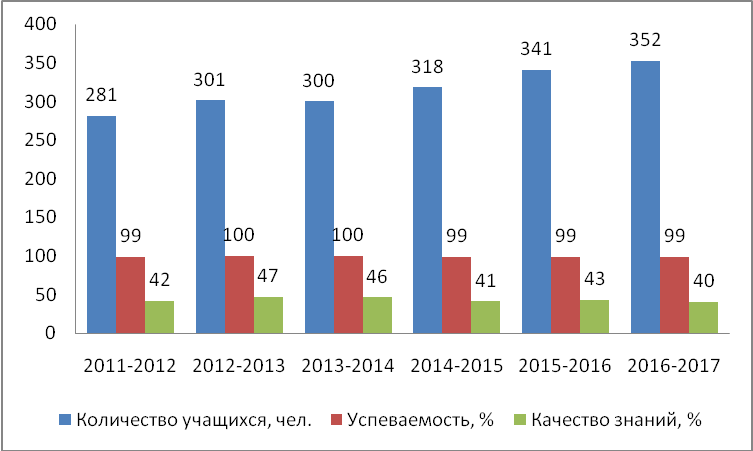 400
350
300
250
200
150
100
50
0
281 301 300 318 341 352
99 100 100 99 99 99
42 47 46 41 43 40
2011-2012 2012-2013 2013-2014 2014-2015 2015-2016 2016-2017
Количество учащихся, чел. Успеваемость, % Качество знаний, %